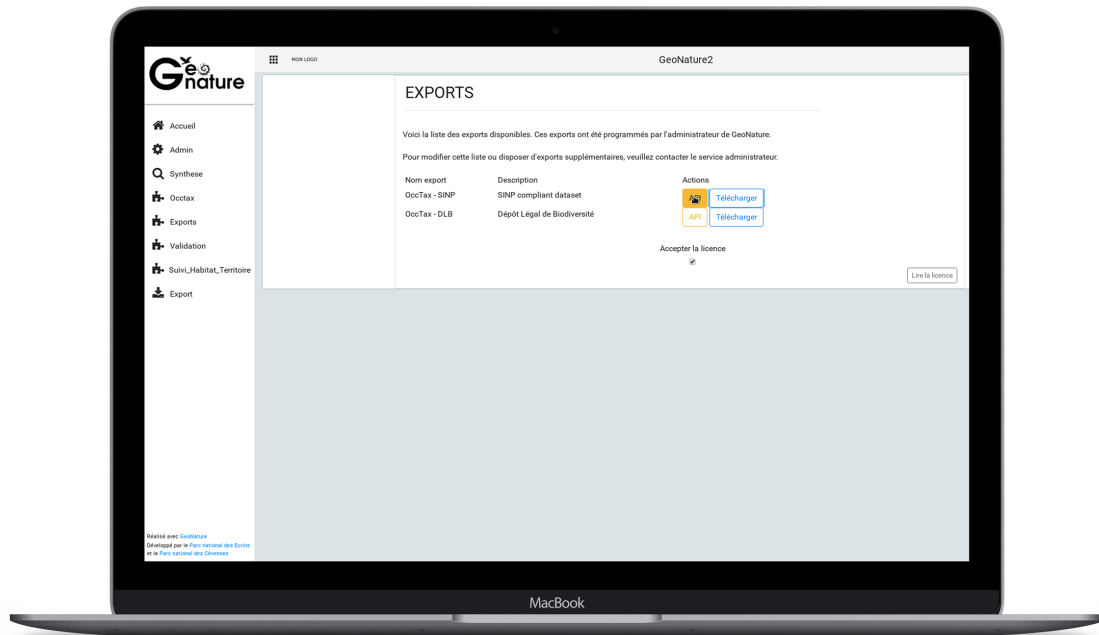 GeoNature
MON LOGO
GeoNature2
Accueil
Admin
Synthese
Occtax
Exports
Validation
Suivi_Habitat_Territoire
Export
EXPORTS
Voici la liste des exports disponibles. Ces exports ont été programmés par l'administrateur de GeoNature.
Pour modifier cette liste ou disposer d'exports supplémentaires, veuillez contacter le service administrateur.
Nom export Description Actions
OccTax - SINP SINP compliant dataset API Télécharger
OccTax - DLB Dépôt Légal de Biodiversité API Télécharger
Accepter la licence
Lire la licence
Réalisé avec GeoNature
Développé par le Parc national des Ecrins
et le Parc national des Cévennes
MacBook